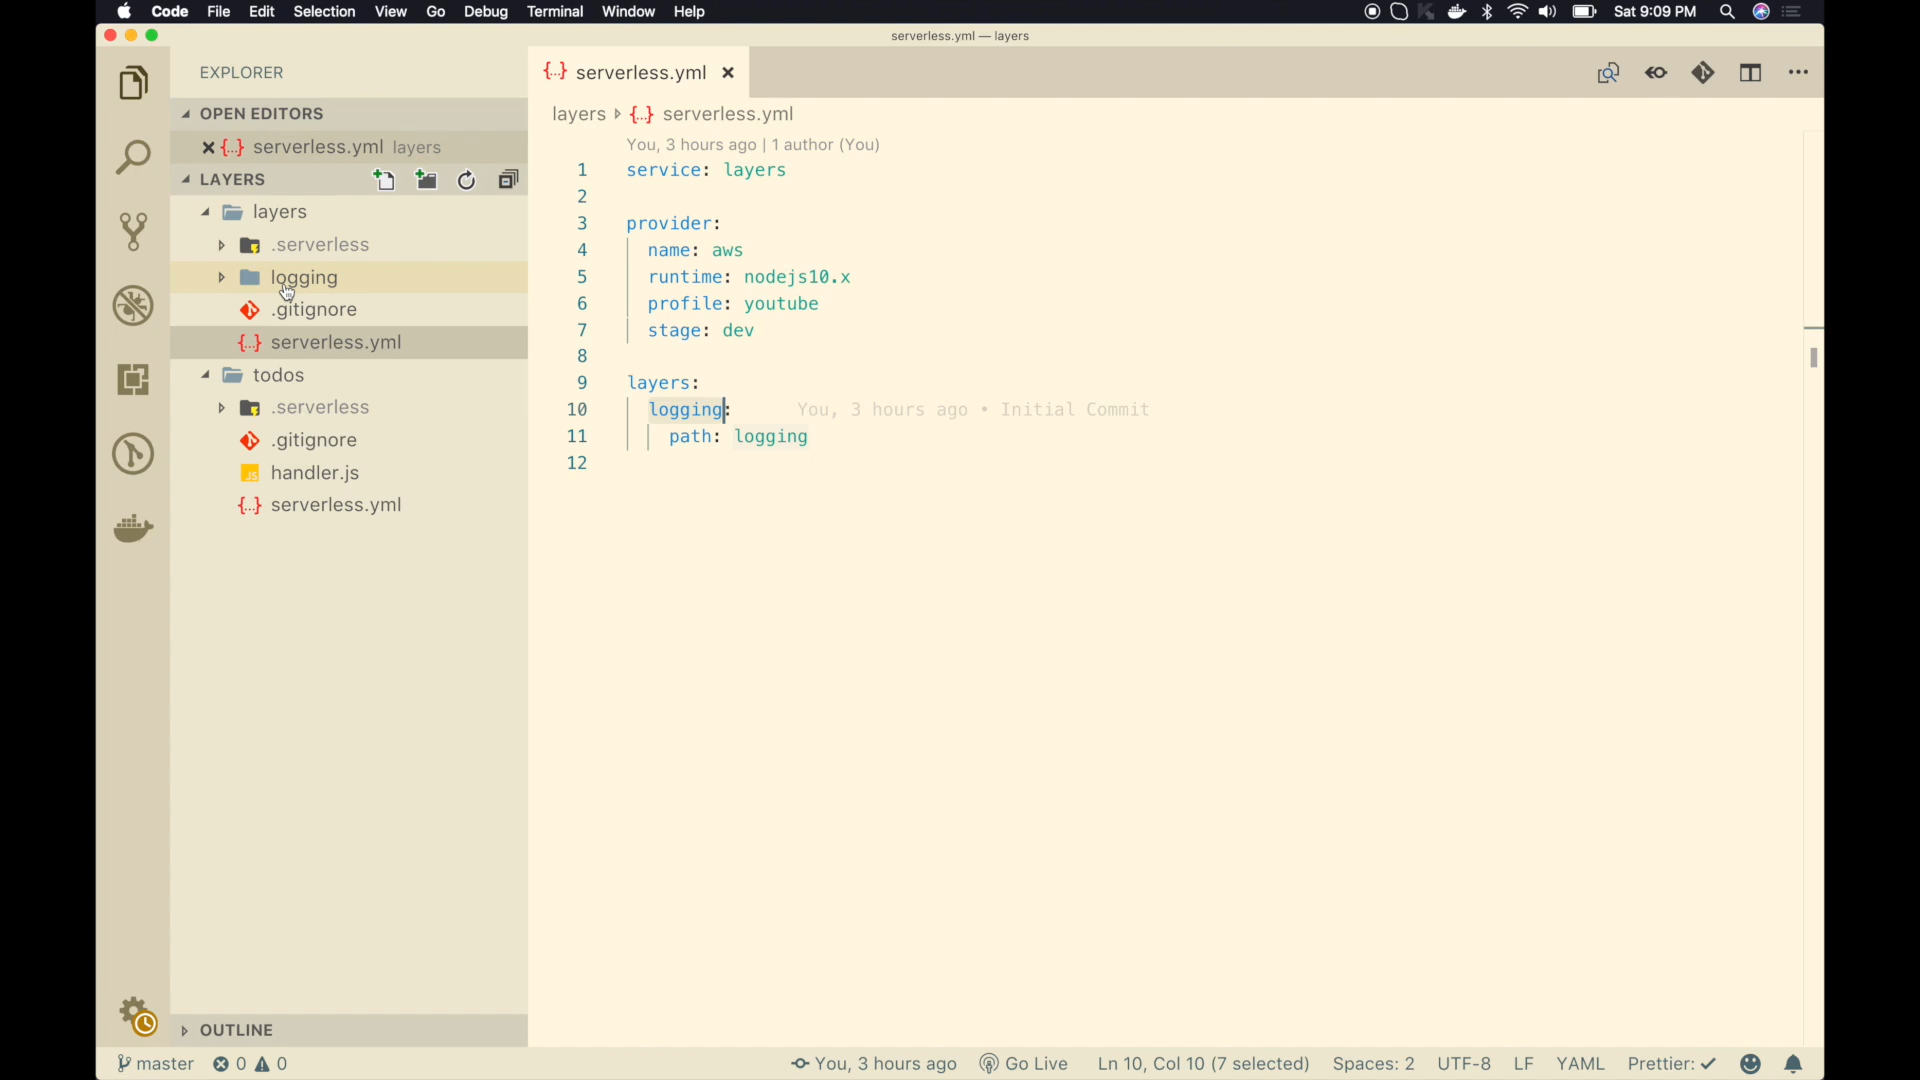 Code File Edit Selection View Go Debug Terminal Window Help Sat 9:09 PM
serverless.yml — layers
EXPLORER
OPEN EDITORS
serverless.yml layers
LAYERS
layers
.serverless
logging
.gitignore
serverless.yml
todos
.serverless
.gitignore
JS handler.js
serverless.yml
OUTLINE
{..} serverless.yml
layers {..} serverless.yml
You, 3 hours ago | 1 author (You)
1 service: layers
2
3 provider:
4 name: aws
5 runtime: nodejs10.x
6 profile: youtube
7 stage: dev
8
9 layers:
10 logging: You, 3 hours ago • Initial Commit
11 path: logging
12
master 0 0 You, 3 hours ago Go Live Ln 10, Col 10 (7 selected) Spaces: 2 UTF-8 LF YAML Prettier: ✓